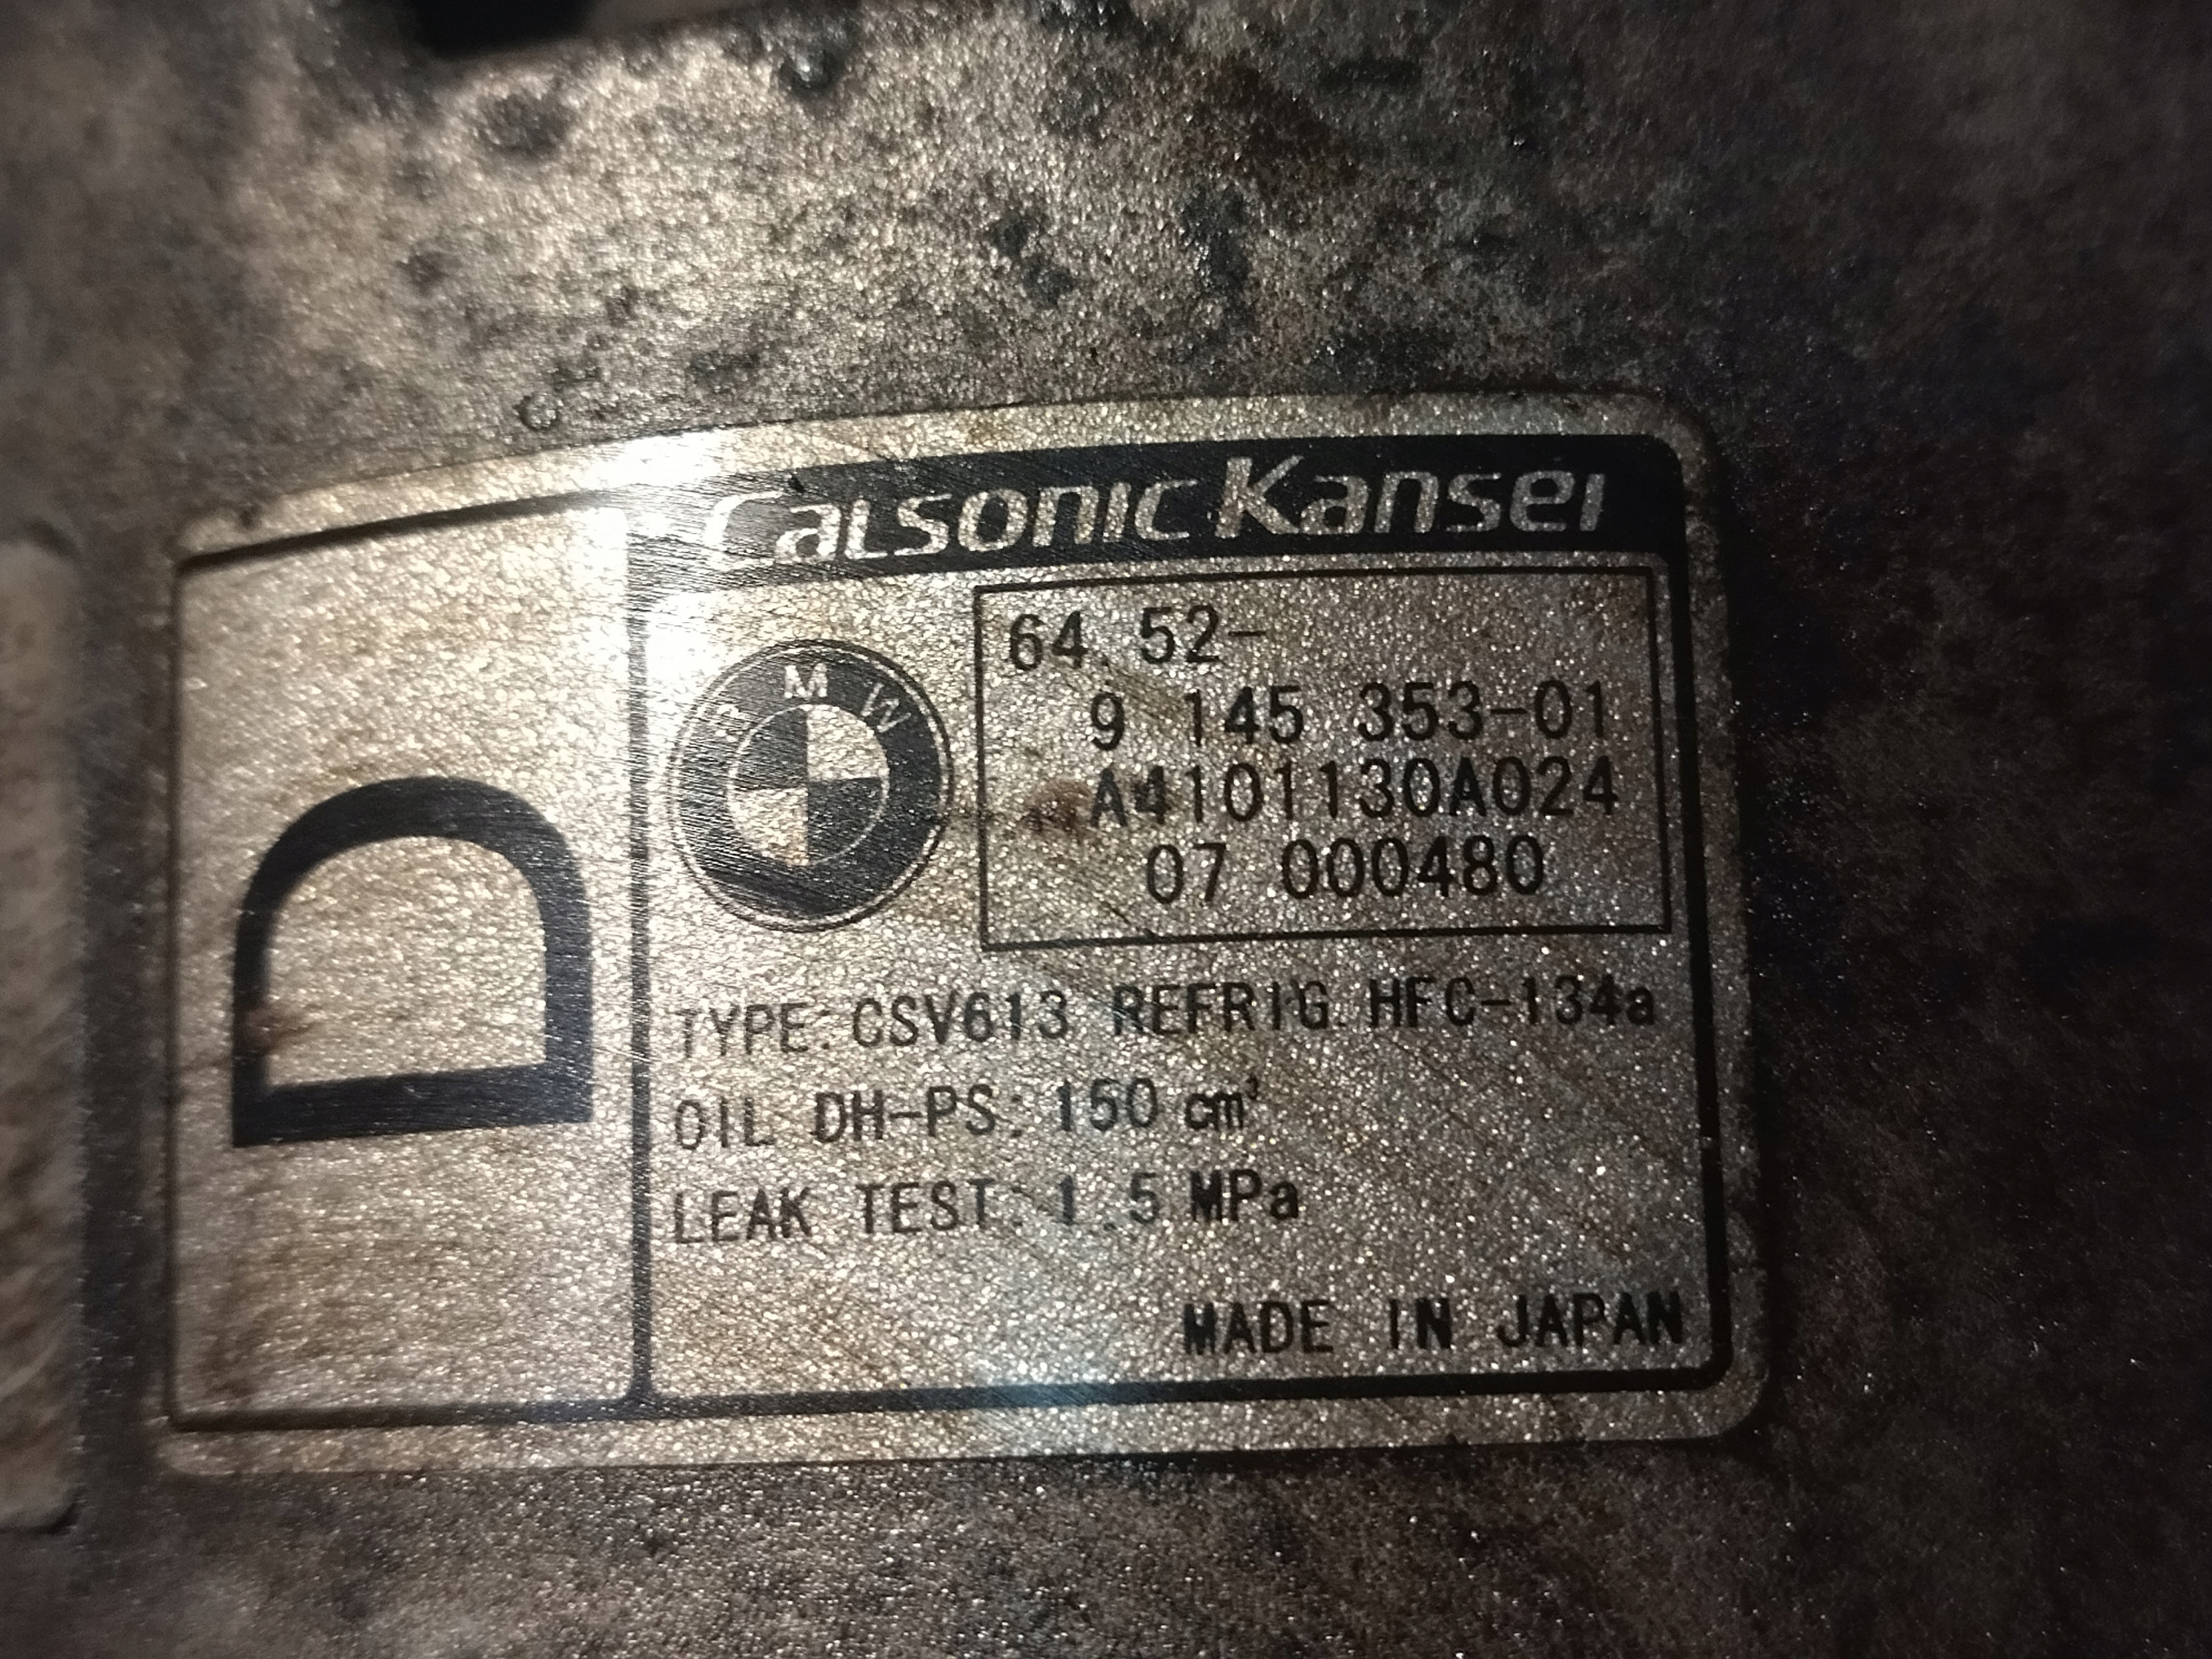 Calsonic Kansei
BMW
64. 52-
9 145 353-01
A4101130A024
07 000480
D
TYPE: CSV613 REFRIG. HFC-134a
OIL DH-PS: 150 cm³
LEAK TEST: 1.5 MPa
MADE IN JAPAN